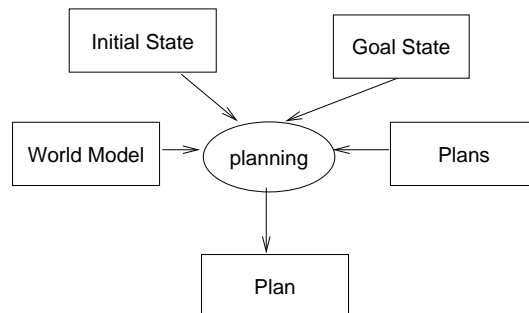 Initial State
Goal State
World Model
planning
Plans
Plan